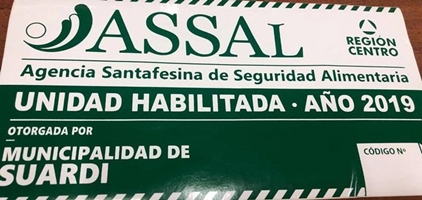 ASSAL
REGIÓN
CENTRO
Agencia Santafesina de Seguridad Alimentaria
UNIDAD HABILITADA · AÑO 2019
OTORGADA POR
MUNICIPALIDAD DE
SUARDI
CÓDIGO Nº